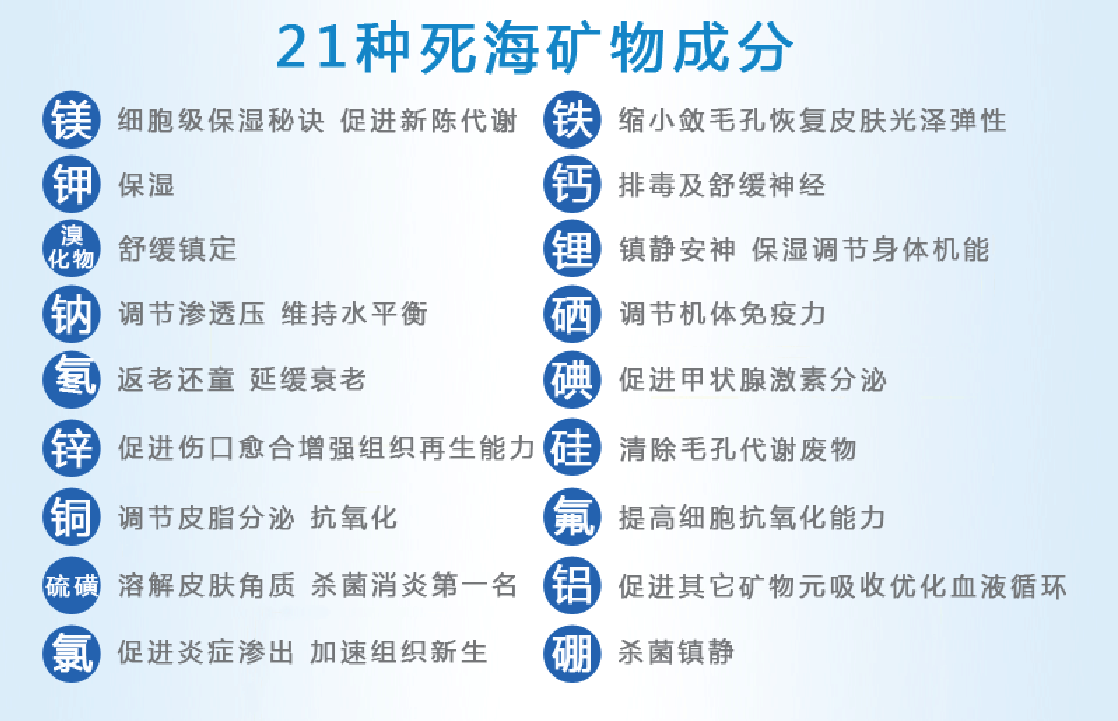 21种死海矿物成分
镁 细胞级保湿秘诀 促进新陈代谢
铁 缩小敛毛孔恢复皮肤光泽弹性
钾 保湿
钙 排毒及舒缓神经
溴
化物 舒缓镇定
锂 镇静安神 保湿调节身体机能
钠 调节渗透压 维持水平衡
硒 调节机体免疫力
氡 返老还童 延缓衰老
碘 促进甲状腺激素分泌
锌 促进伤口愈合增强组织再生能力
硅 清除毛孔代谢废物
铜 调节皮脂分泌 抗氧化
氟 提高细胞抗氧化能力
硫磺 溶解皮肤角质 杀菌消炎第一名
铝 促进其它矿物元吸收优化血液循环
氯 促进炎症渗出 加速组织新生
硼 杀菌镇静